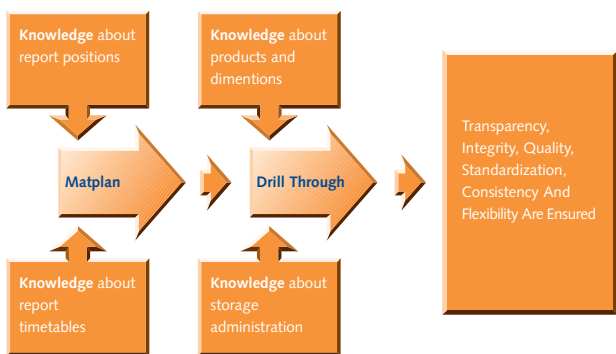 Knowledge about
report positions
Knowledge about
products and
dimentions
Matplan
Drill Through
Transparency,
Integrity, Quality,
Standardization,
Consistency And
Flexibility Are Ensured
Knowledge about
report
timetables
Knowledge about
storage
administration